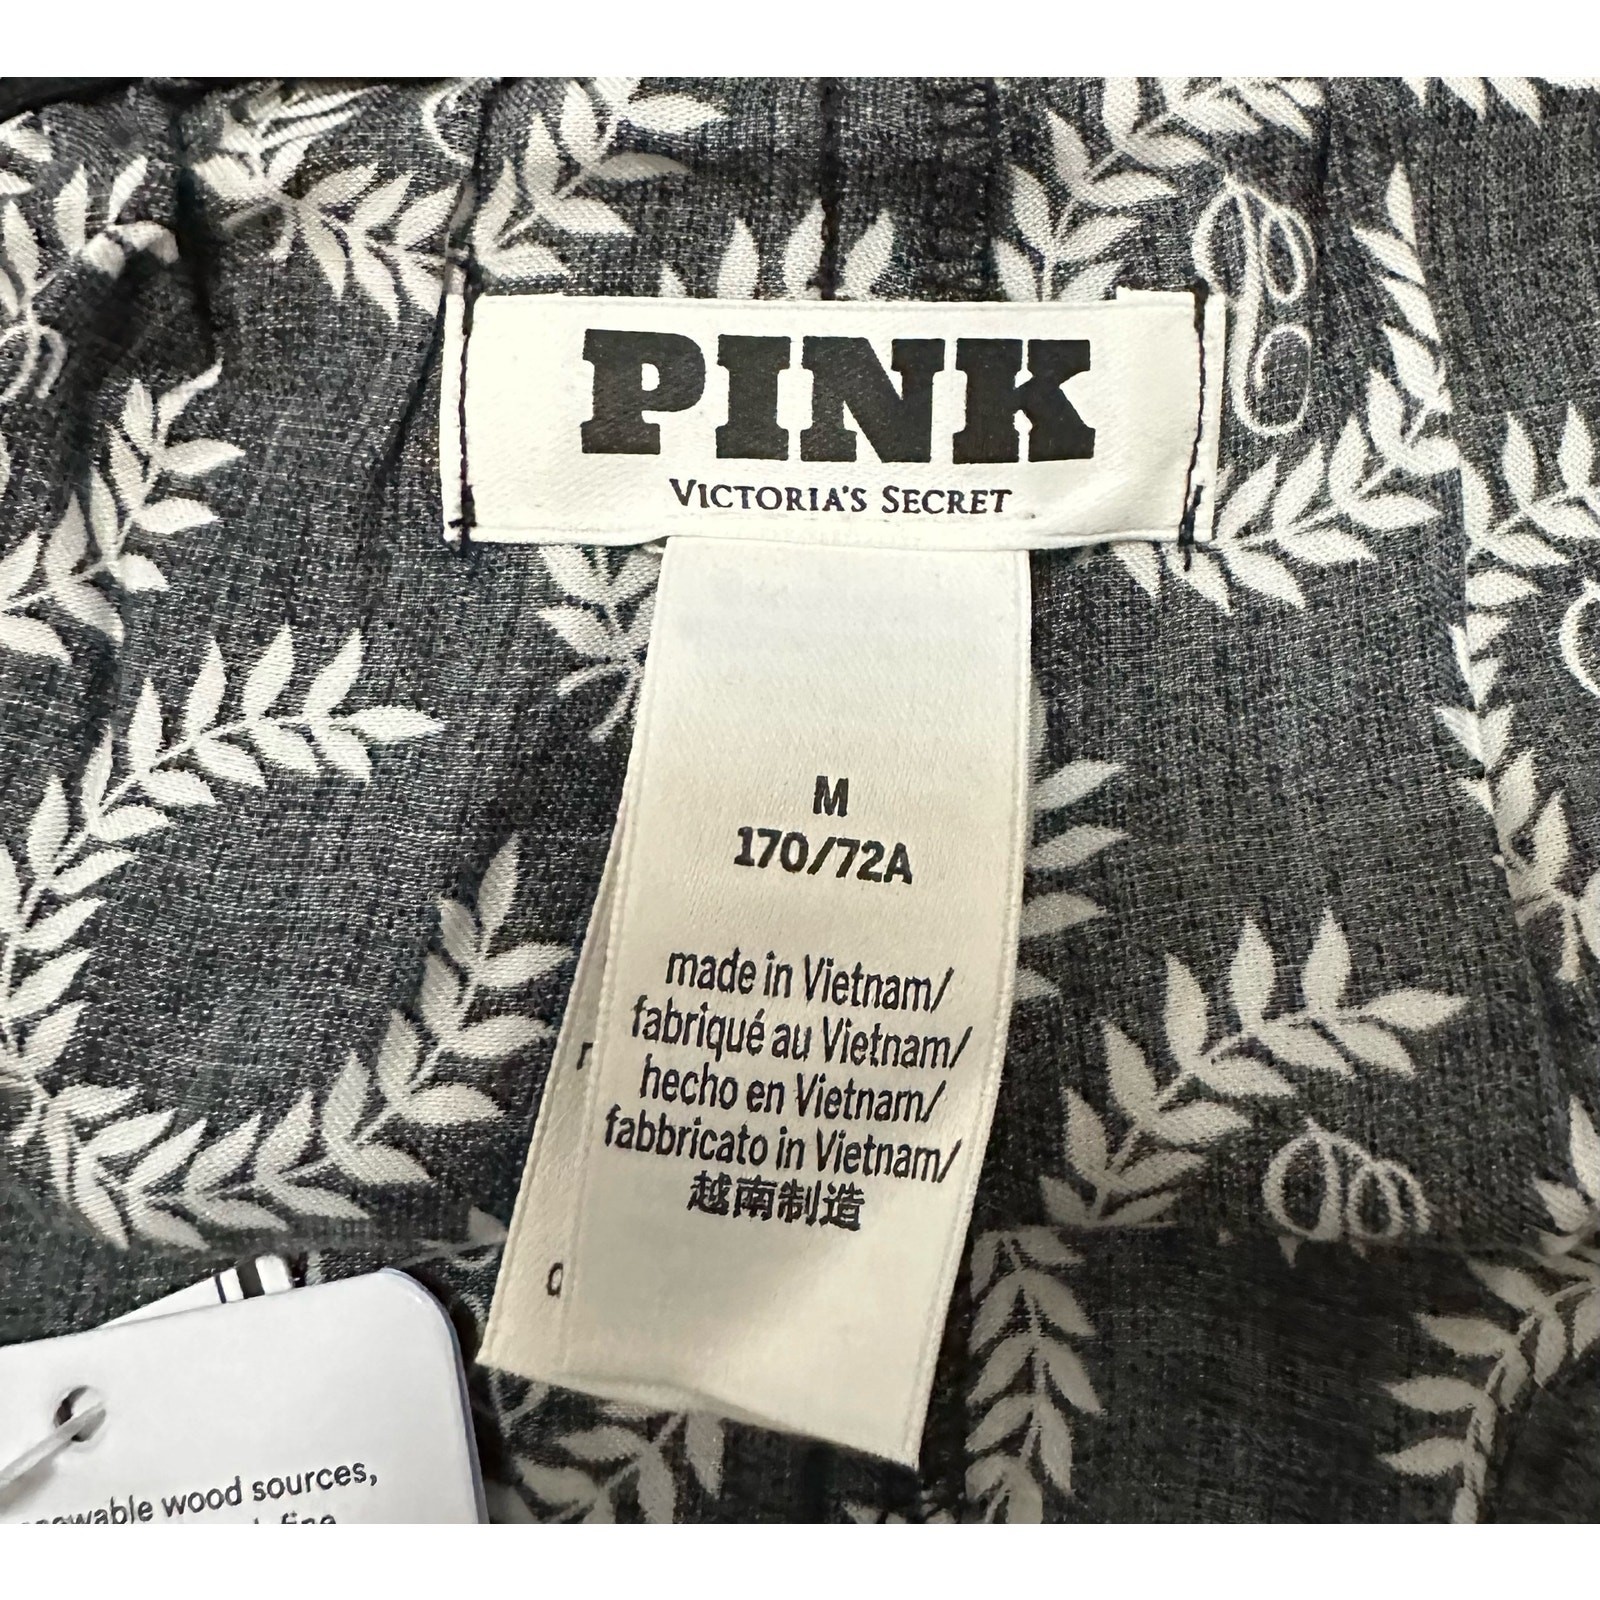 PINK
VICTORIA'S SECRET
M
170/72A
made in Vietnam/
fabriqué au Vietnam/
hecho en Vietnam/
fabbricato in Vietnam/
越南制造
wood sources,